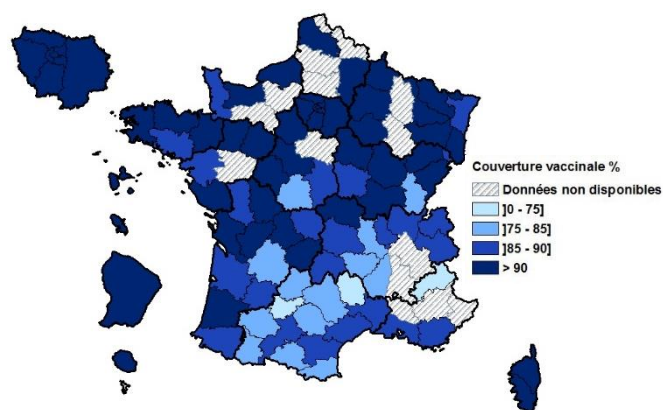 Couverture vaccinale %
Données non disponibles
]0 - 75]
]75 - 85]
]85 - 90]
> 90